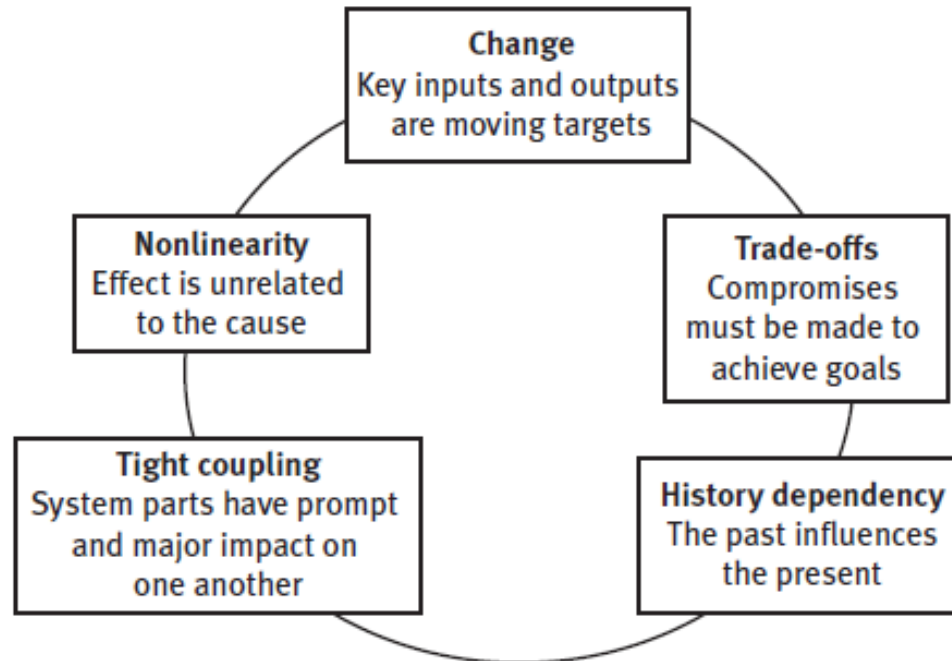 Change
Key inputs and outputs
are moving targets
Nonlinearity
Effect is unrelated
to the cause
Trade-offs
Compromises
must be made to
achieve goals
Tight coupling
System parts have prompt
and major impact on
one another
History dependency
The past influences
the present